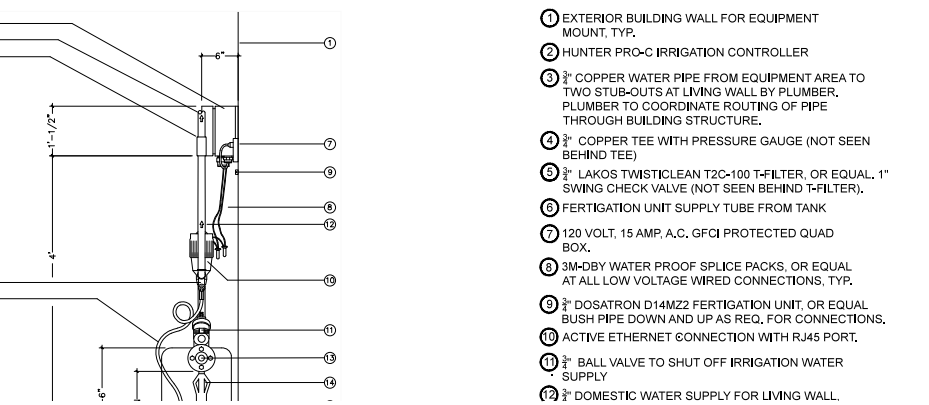 6"
1
1'-1/2"
7
9
8
12
4"
10
11
13
6"
14
1 EXTERIOR BUILDING WALL FOR EQUIPMENT
MOUNT, TYP.
2 HUNTER PRO-C IRRIGATION CONTROLLER
3 3/4" COPPER WATER PIPE FROM EQUIPMENT AREA TO
TWO STUB-OUTS AT LIVING WALL BY PLUMBER.
PLUMBER TO COORDINATE ROUTING OF PIPE
THROUGH BUILDING STRUCTURE.
4 3/4" COPPER TEE WITH PRESSURE GAUGE (NOT SEEN
BEHIND TEE)
5 3/4" LAKOS TWISTICLEAN T2C-100 T-FILTER, OR EQUAL. 1"
SWING CHECK VALVE (NOT SEEN BEHIND T-FILTER).
6 FERTIGATION UNIT SUPPLY TUBE FROM TANK
7 120 VOLT, 15 AMP, A.C. GFCI PROTECTED QUAD
BOX.
8 3M-DBY WATER PROOF SPLICE PACKS, OR EQUAL
AT ALL LOW VOLTAGE WIRED CONNECTIONS, TYP.
9 3/4" DOSATRON D14MZ2 FERTIGATION UNIT, OR EQUAL
BUSH PIPE DOWN AND UP AS REQ. FOR CONNECTIONS.
10 ACTIVE ETHERNET CONNECTION WITH RJ45 PORT.
11 3/4" BALL VALVE TO SHUT OFF IRRIGATION WATER
SUPPLY
12 3/4" DOMESTIC WATER SUPPLY FOR LIVING WALL,